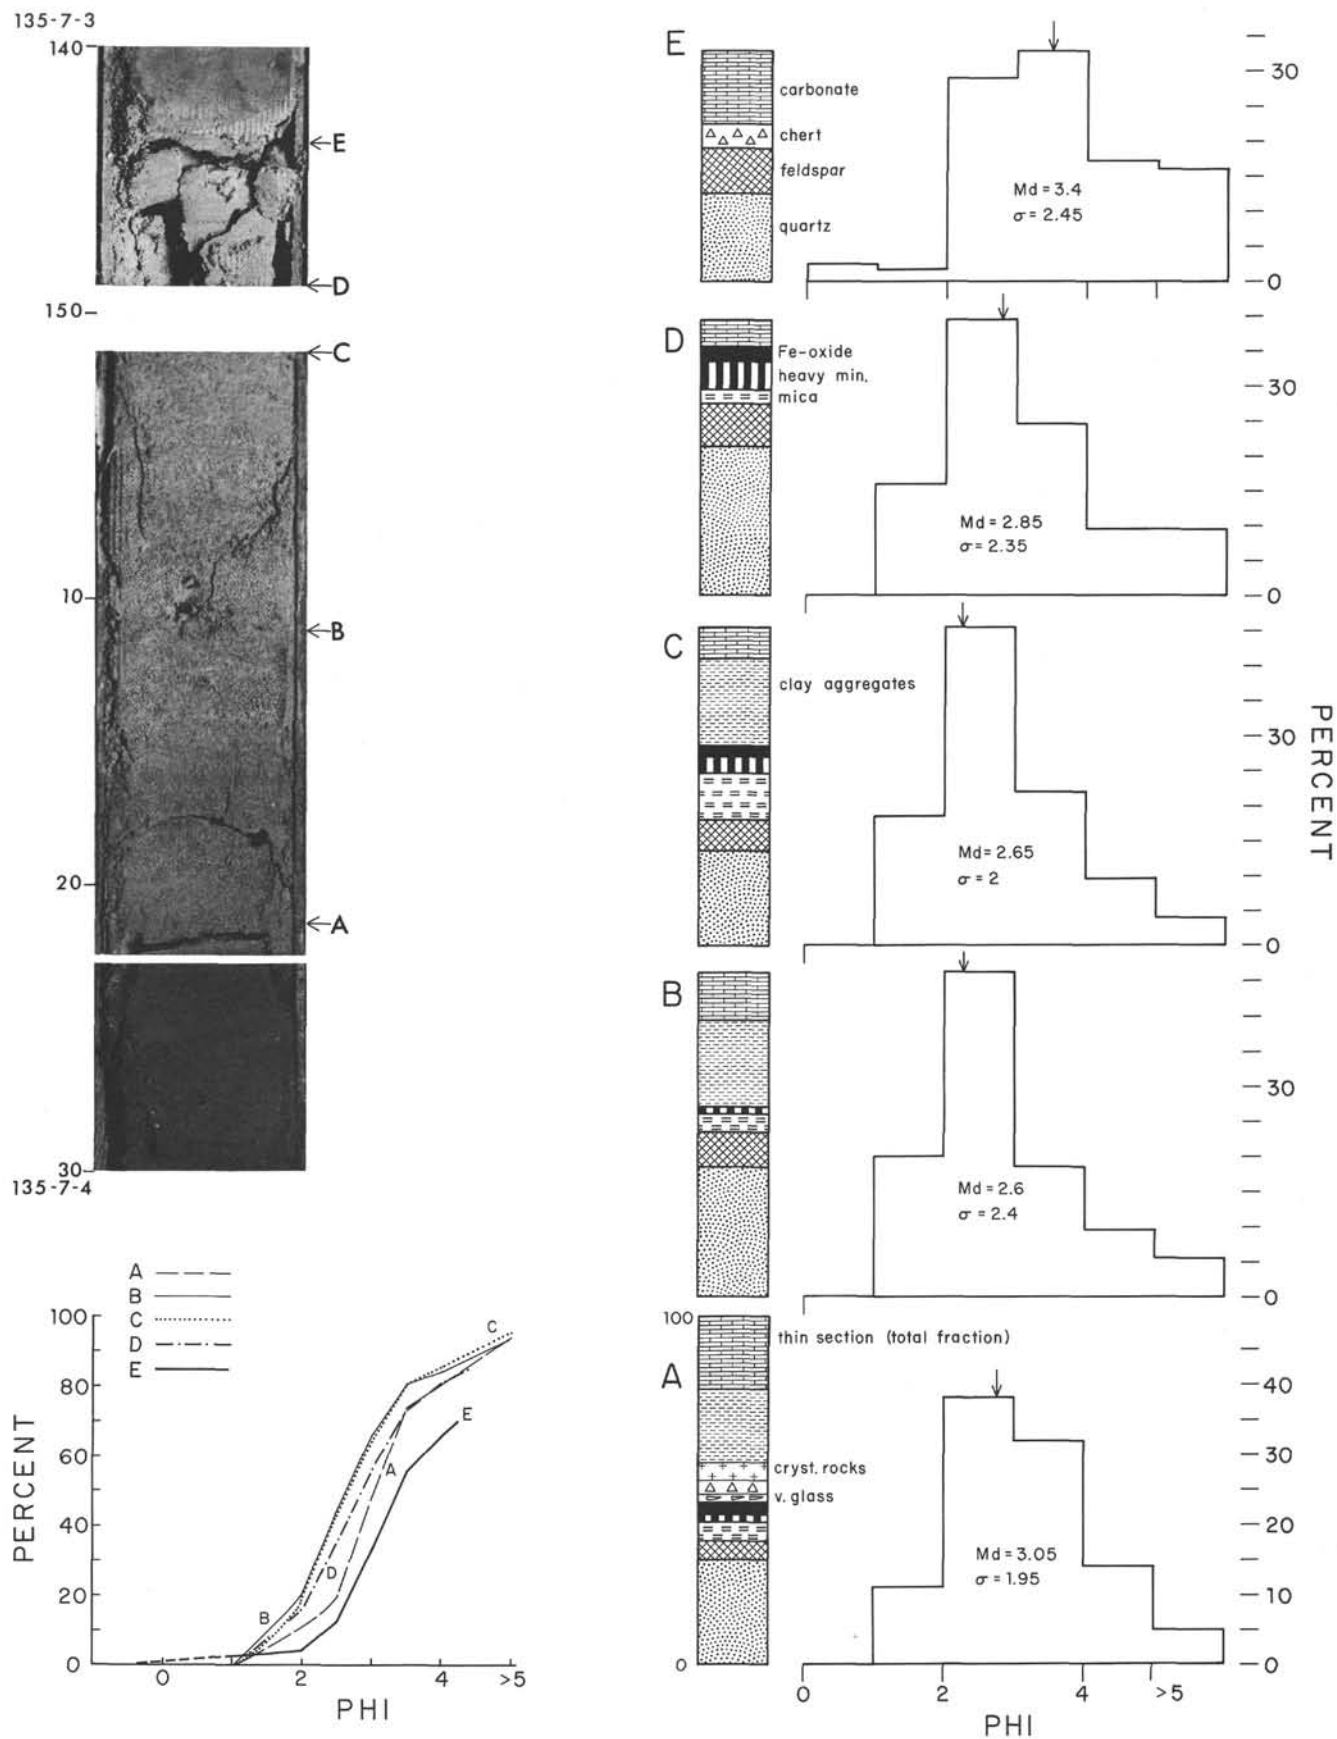 135-7-3
140
E
D
150
C
10
B
20
A
30
135-7-4
A
B
C
D
E
100
80
60
40
20
0
PERCENT
C
E
A
D
B
0
2
4
>5
PHI
E
carbonate
chert
feldspar
quartz
Md = 3.4
σ = 2.45
30
0
D
Fe-oxide
heavy min.
mica
Md = 2.85
σ = 2.35
30
0
C
clay aggregates
Md = 2.65
σ = 2
30
0
PERCENT
B
Md = 2.6
σ = 2.4
30
0
100
thin section (total fraction)
A
cryst. rocks
v. glass
Md = 3.05
σ = 1.95
0
40
30
20
10
0
0
2
4
>5
PHI